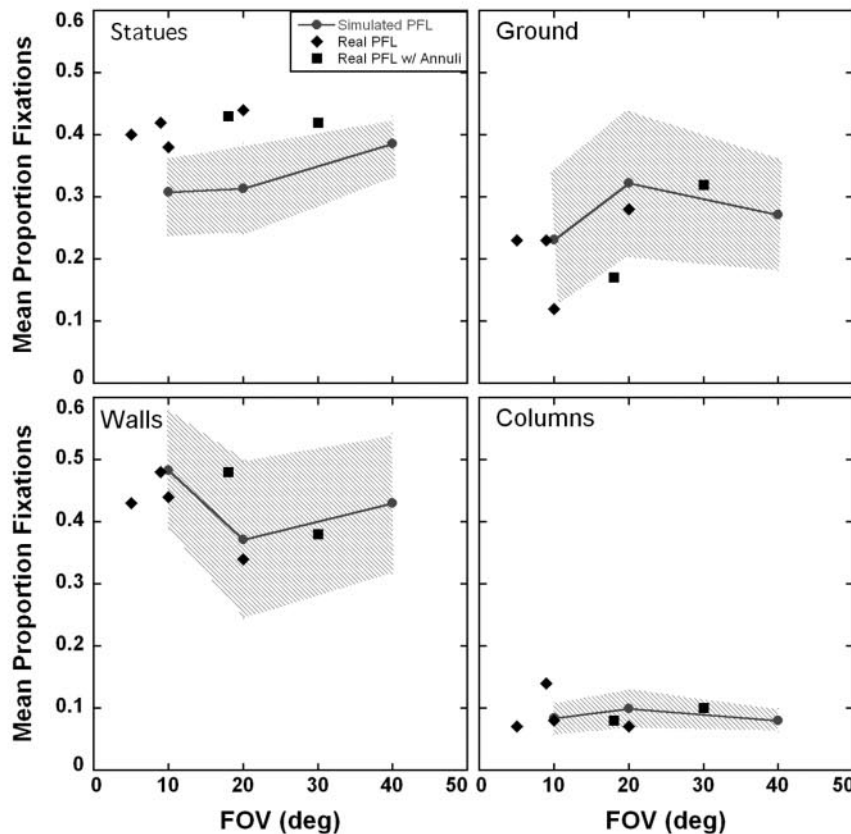 Statues
Simulated PFL
Real PFL
Real PFL w/ Annuli
Ground
Mean Proportion Fixations
0.6
0.5
0.4
0.3
0.2
0.1
0
Walls
Columns
Mean Proportion Fixations
0.6
0.5
0.4
0.3
0.2
0.1
0
0 10 20 30 40 50 0 10 20 30 40 50
FOV (deg) FOV (deg)